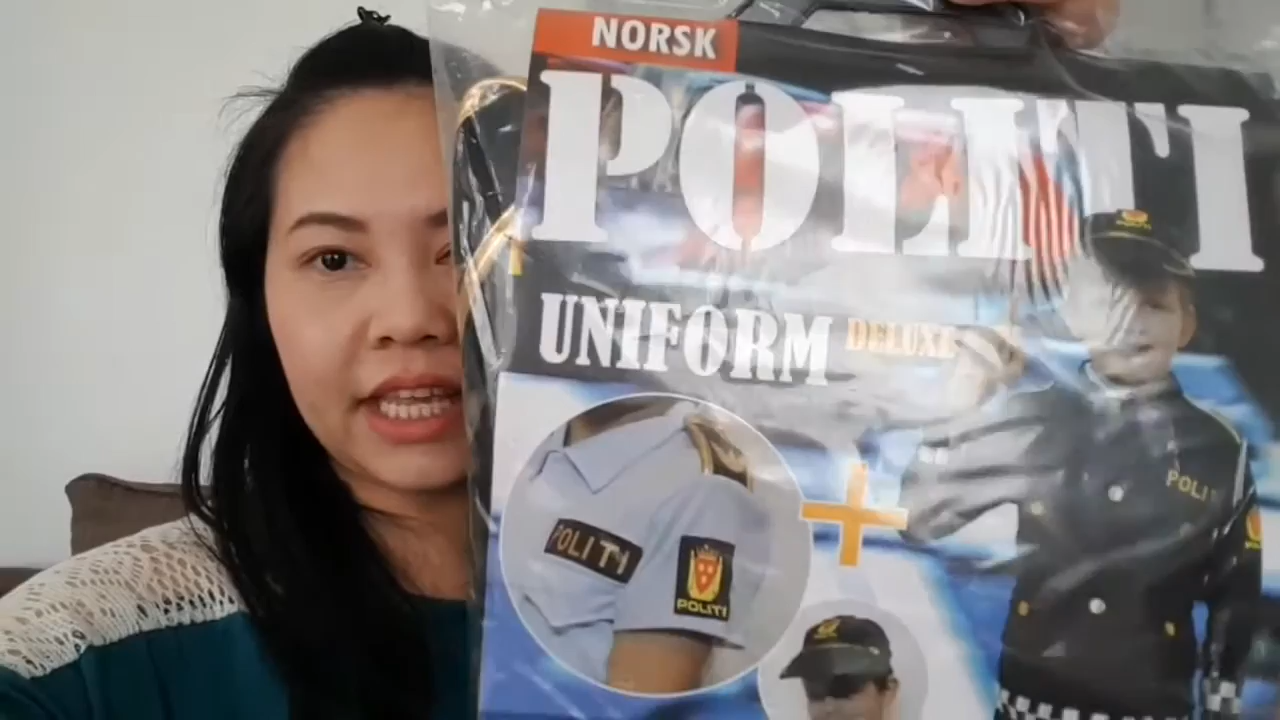 NORSK
POLITI
UNIFORM DELUXE
POLITI
POLITI
POLITI